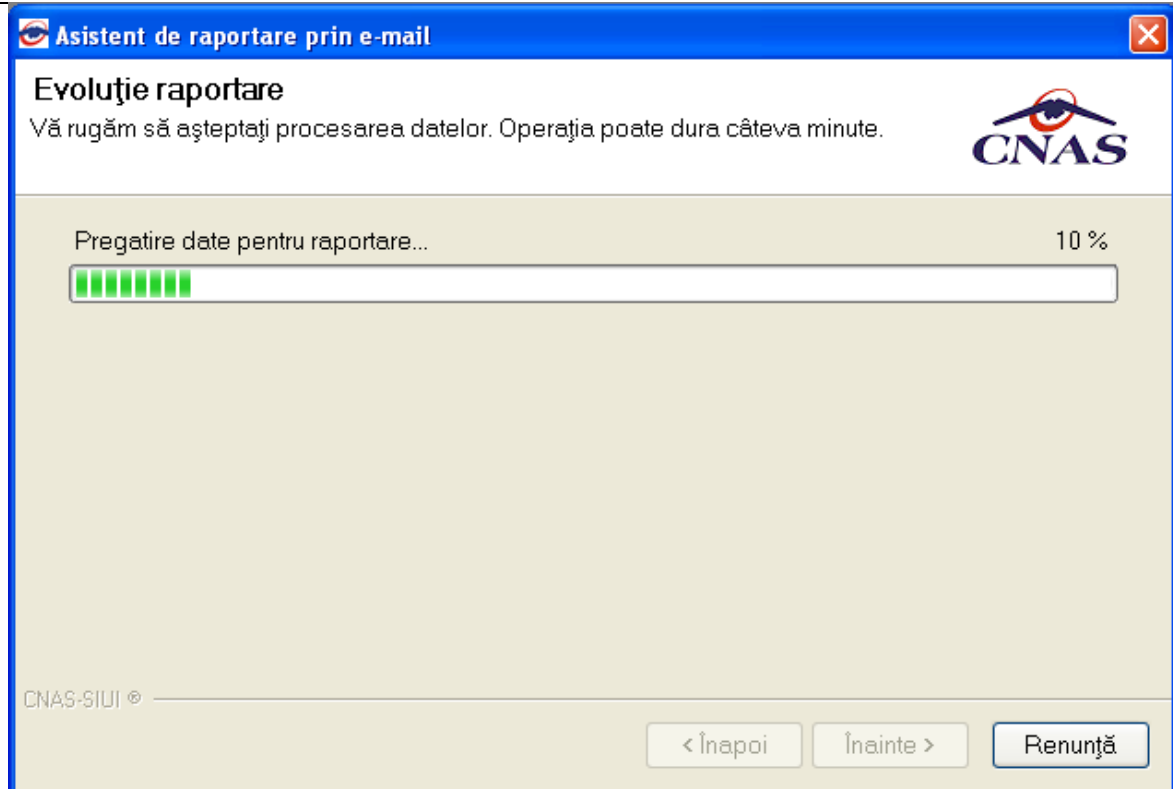 Asistent de raportare prin e-mail
Evoluţie raportare
Vă rugăm să aşteptaţi procesarea datelor. Operaţia poate dura câteva minute.
CNAS
Pregatire date pentru raportare... 10 %
CNAS-SIUI ®
< Înapoi Înainte > Renunţă